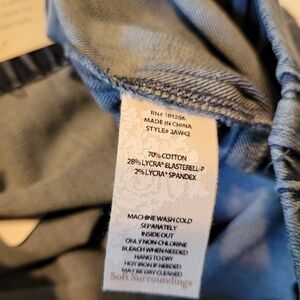 RN# 101206
MADE IN CHINA
STYLE# 2AW42
70% COTTON
28% LYCRA® ELASTERELL-P
2% LYCRA® SPANDEX
MACHINE WASH COLD
SEPARATELY
INSIDE OUT
ONLY NON-CHLORINE
BLEACH WHEN NEEDED
HANG TO DRY
HOT IRON IF NEEDED
MAY BE DRY CLEANED
Soft Surroundings